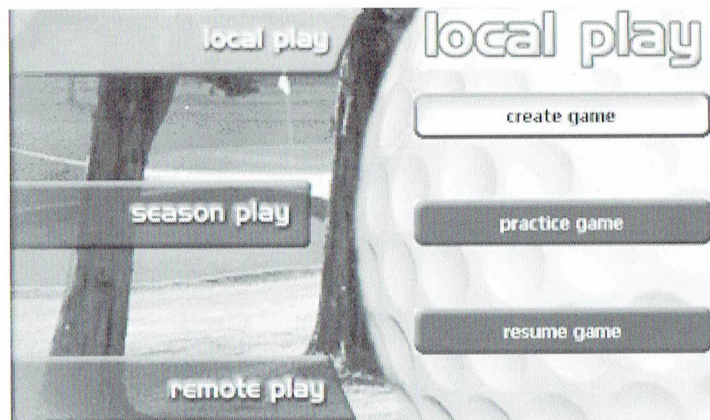 local play
local play
create game
season play
practice game
resume game
remote play